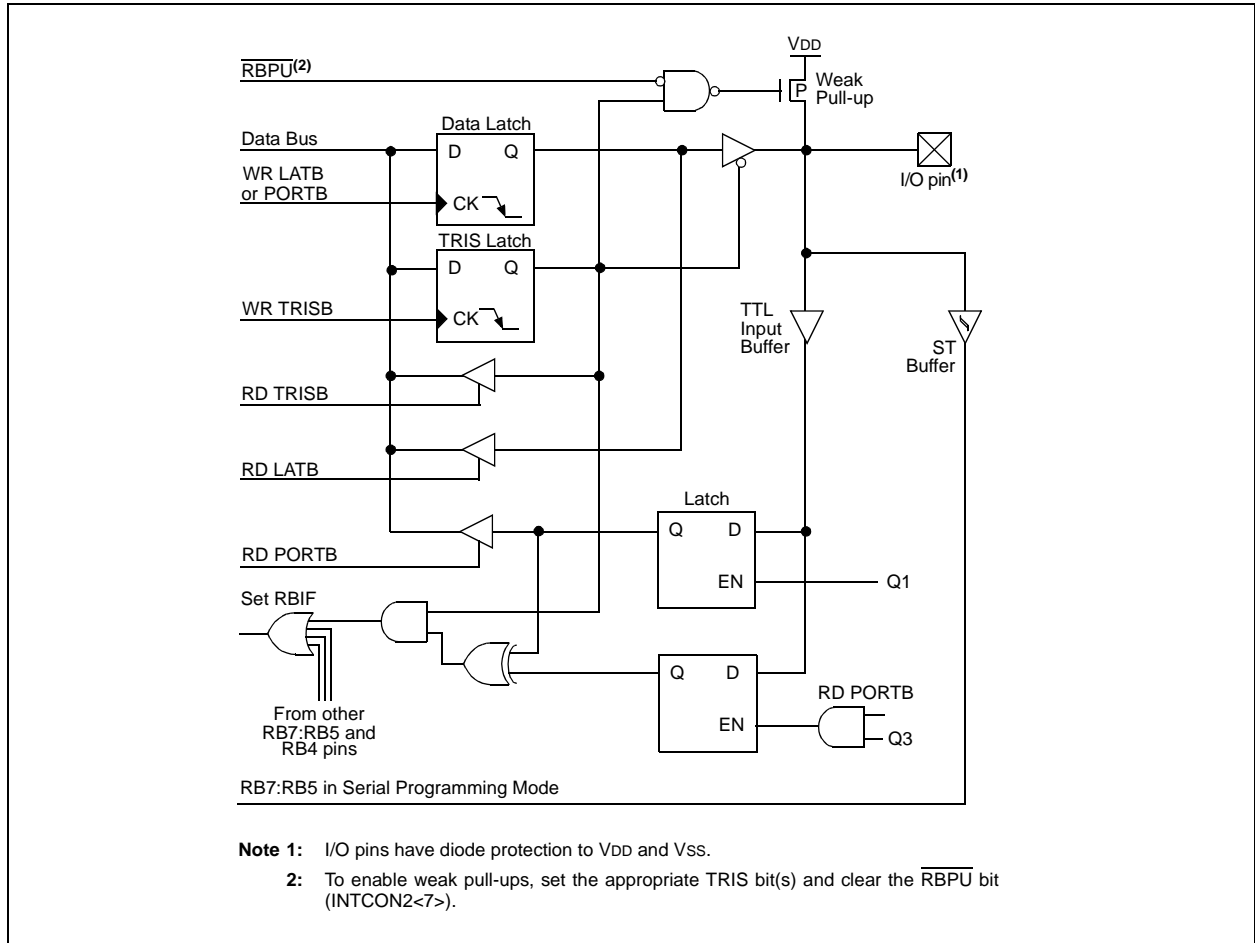 VDD
RBPU(2)
Weak
Pull-up
P
Data Latch
Data Bus
D Q
I/O pin(1)
WR LATB
or PORTB
CK
TRIS Latch
D Q
WR TRISB
CK
TTL
Input
Buffer
ST
Buffer
RD TRISB
RD LATB
Latch
Q D
RD PORTB
EN
Q1
Set RBIF
Q D
RD PORTB
EN
Q3
From other
RB7:RB5 and
RB4 pins
RB7:RB5 in Serial Programming Mode
Note 1: I/O pins have diode protection to VDD and VSS.
2: To enable weak pull-ups, set the appropriate TRIS bit(s) and clear the RBPU bit
(INTCON2<7>).